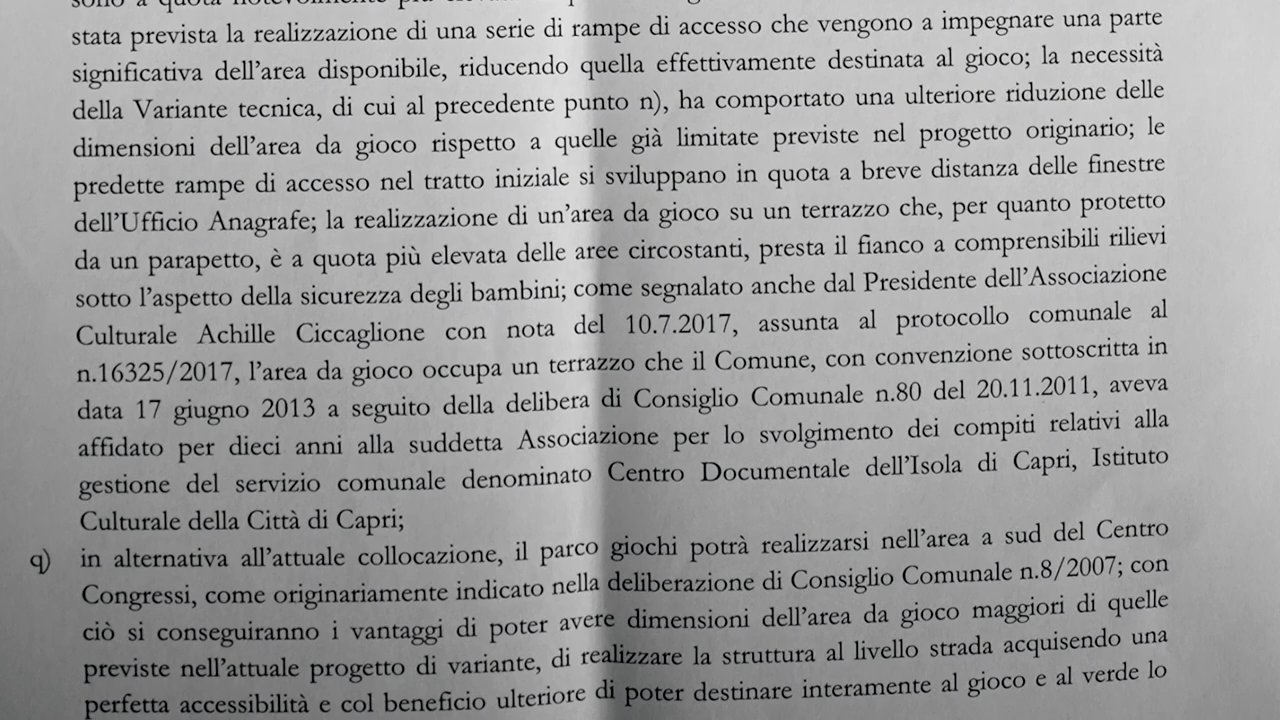 sono a quota notevolmente più
stata prevista la realizzazione di una serie di rampe di accesso che vengono a impegnare una parte
significativa dell'area disponibile, riducendo quella effettivamente destinata al gioco; la necessità
della Variante tecnica, di cui al precedente punto n), ha comportato una ulteriore riduzione delle
dimensioni dell'area da gioco rispetto a quelle già limitate previste nel progetto originario; le
predette rampe di accesso nel tratto iniziale si sviluppano in quota a breve distanza delle finestre
dell'Ufficio Anagrafe; la realizzazione di un'area da gioco su un terrazzo che, per quanto protetto
da un parapetto, è a quota più elevata delle aree circostanti, presta il fianco a comprensibili rilievi
sotto l'aspetto della sicurezza degli bambini; come segnalato anche dal Presidente dell'Associazione
Culturale Achille Ciccaglione con nota del 10.7.2017, assunta al protocollo comunale al
n.16325/2017, l'area da gioco occupa un terrazzo che il Comune, con convenzione sottoscritta in
data 17 giugno 2013 a seguito della delibera di Consiglio Comunale n.80 del 20.11.2011, aveva
affidato per dieci anni alla suddetta Associazione per lo svolgimento dei compiti relativi alla
gestione del servizio comunale denominato Centro Documentale dell'Isola di Capri, Istituto
Culturale della Città di Capri;
q) in alternativa all'attuale collocazione, il parco giochi potrà realizzarsi nell'area a sud del Centro
Congressi, come originariamente indicato nella deliberazione di Consiglio Comunale n.8/2007; con
ciò si conseguiranno i vantaggi di poter avere dimensioni dell'area da gioco maggiori di quelle
previste nell'attuale progetto di variante, di realizzare la struttura al livello strada acquisendo una
perfetta accessibilità e col beneficio ulteriore di poter destinare interamente al gioco e al verde lo